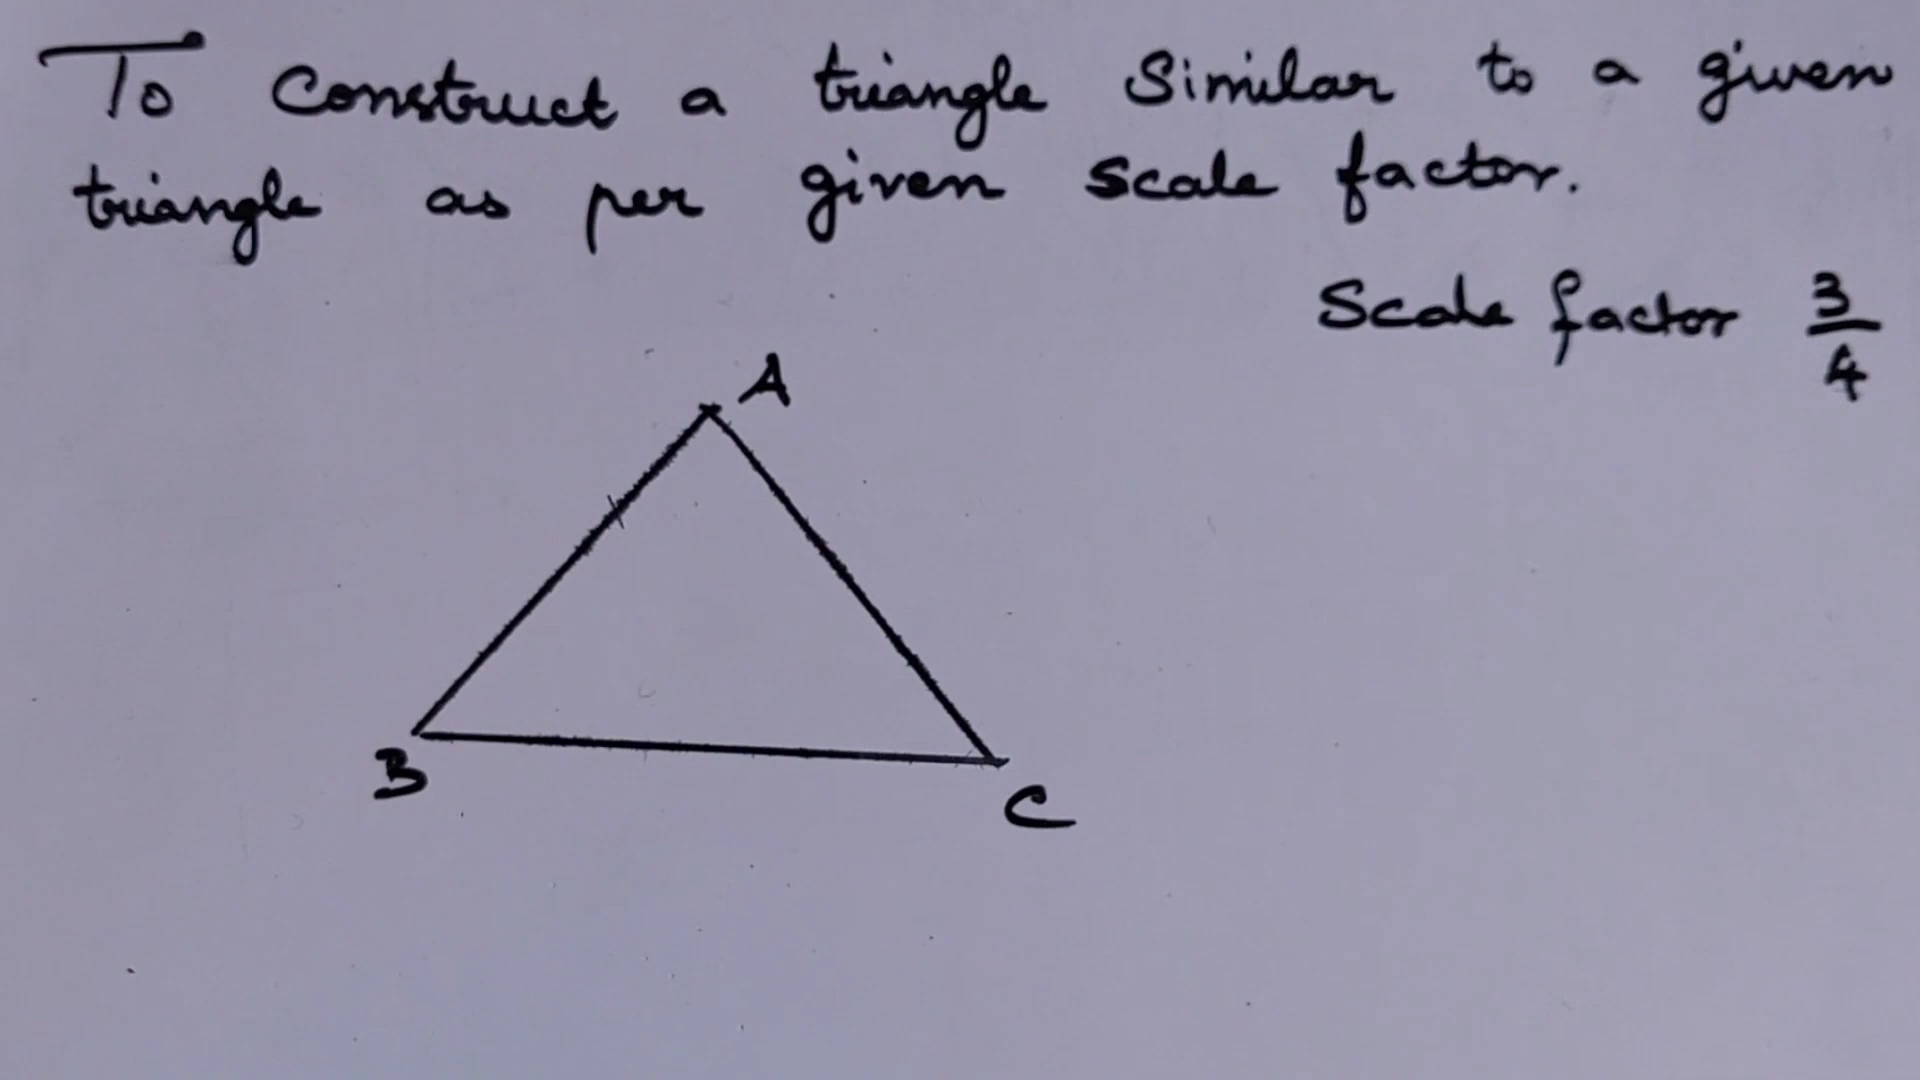 To Construct a triangle Similar to a given
triangle as per given scale factor.
Scale factor 3/4
A
B
C